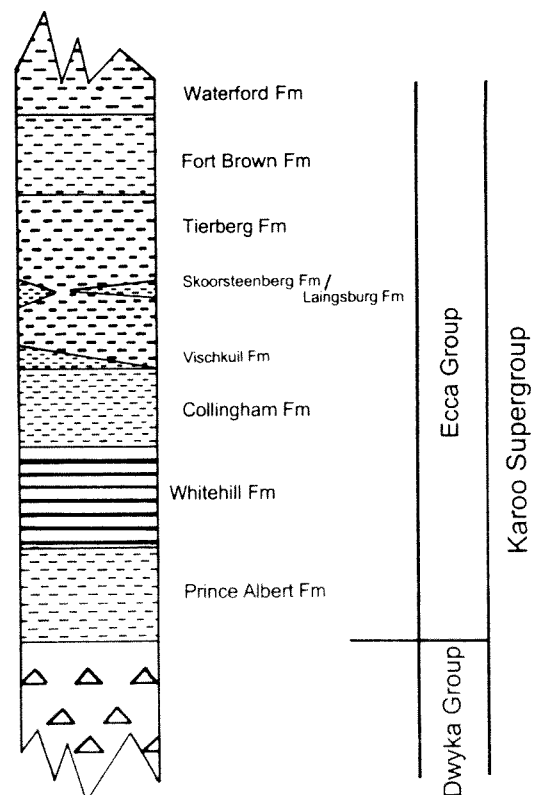 Waterford Fm
Fort Brown Fm
Tierberg Fm
Skoorsteenberg Fm /
Laingsburg Fm
Vischkuil Fm
Collingham Fm
Whitehill Fm
Prince Albert Fm
Ecca Group
Dwyka Group
Karoo Supergroup